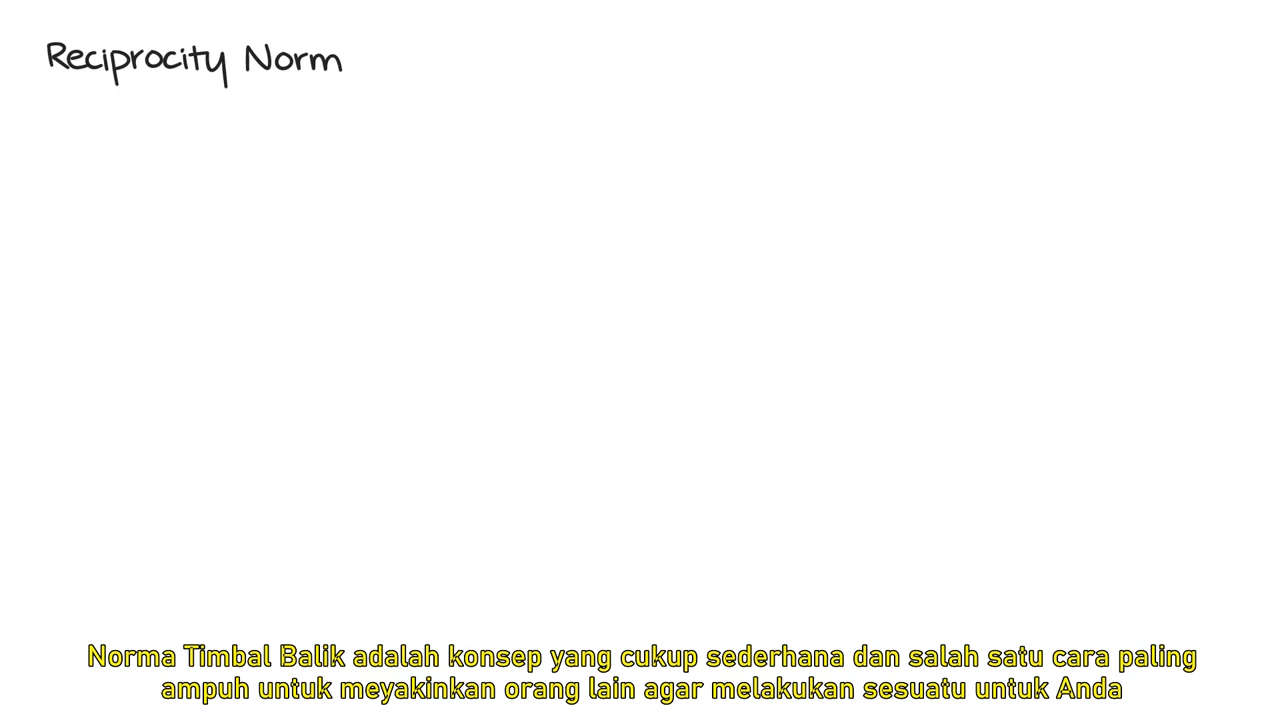 Reciprocity Norm
Norma Timbal Balik adalah konsep yang cukup sederhana dan salah satu cara paling
ampuh untuk meyakinkan orang lain agar melakukan sesuatu untuk Anda